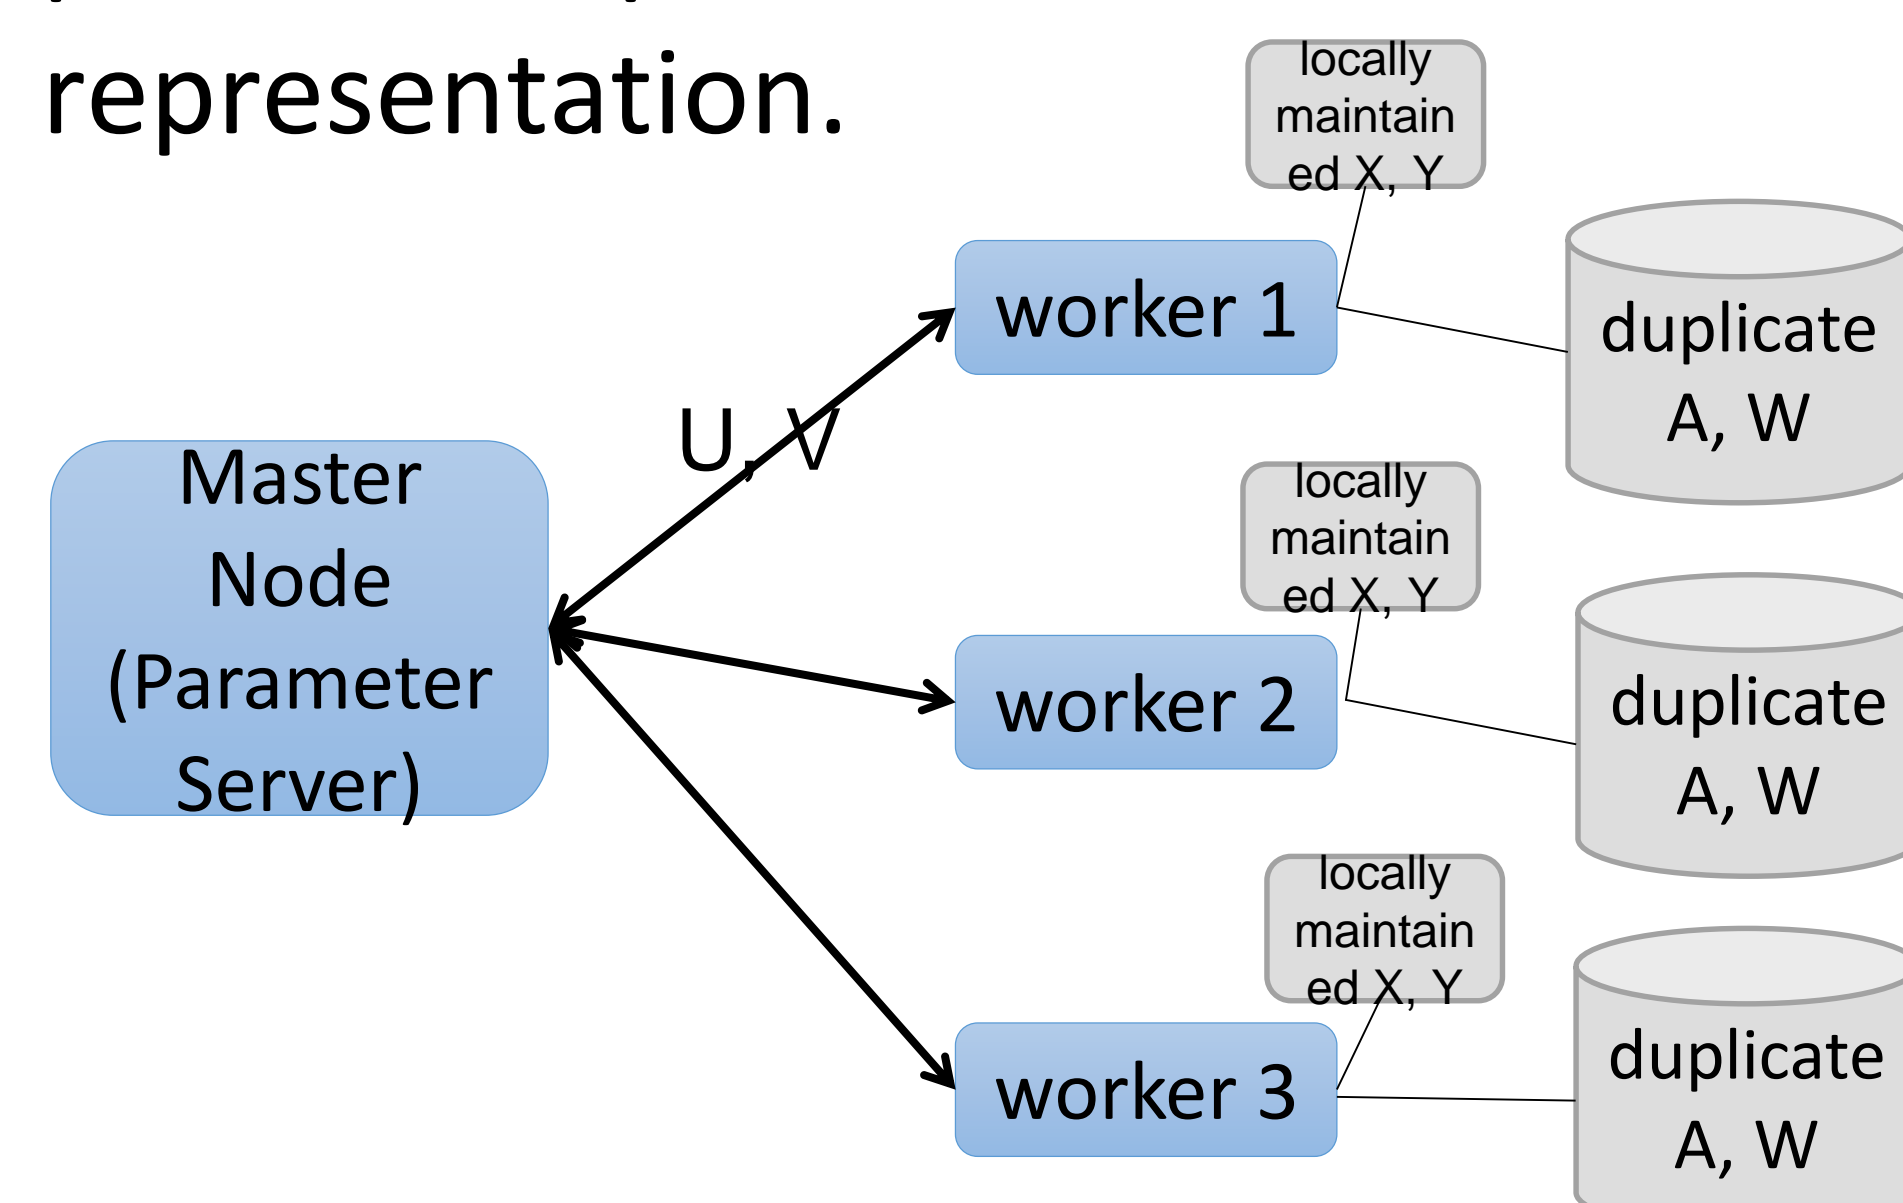 representation.
locally
maintain
ed X, Y
worker 1
duplicate
A, W
U, V
Master
Node
(Parameter
Server)
locally
maintain
ed X, Y
worker 2
duplicate
A, W
locally
maintain
ed X, Y
worker 3
duplicate
A, W